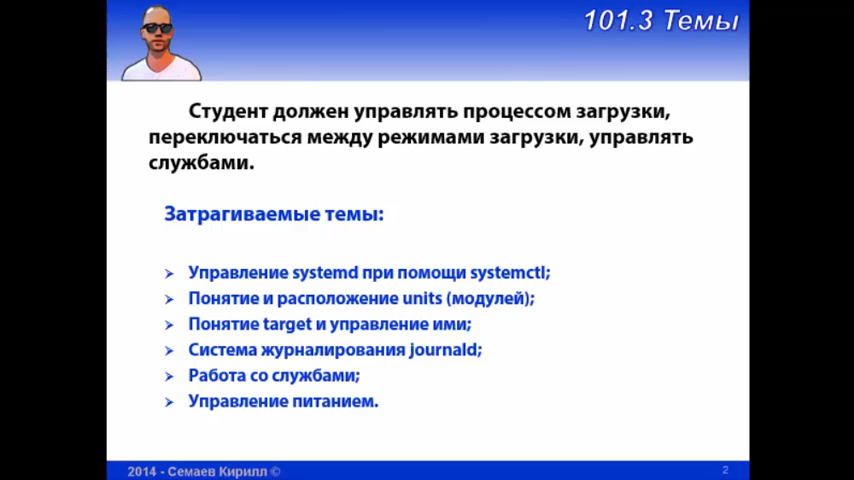 101.3 Темы
Студент должен управлять процессом загрузки,
переключаться между режимами загрузки, управлять
службами.
Затрагиваемые темы:
Управление systemd при помощи systemctl;
Понятие и расположение units (модулей);
Понятие target и управление ими;
Система журналирования journald;
Работа со службами;
Управление питанием.
2014 - Семаев Кирилл ©
2